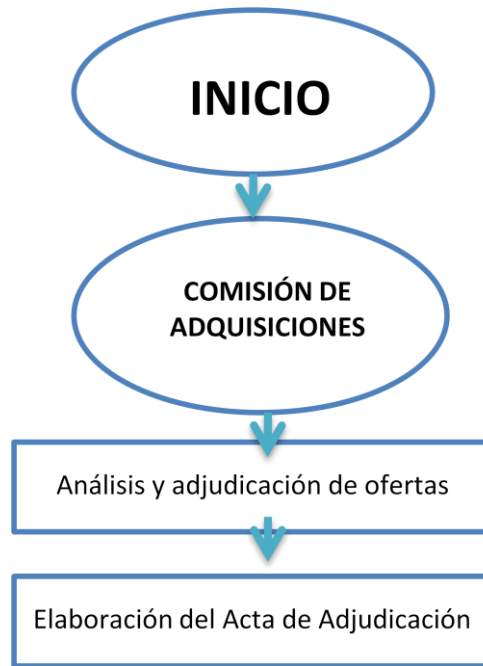 INICIO
COMISIÓN DE
ADQUISICIONES
Análisis y adjudicación de ofertas
Elaboración del Acta de Adjudicación